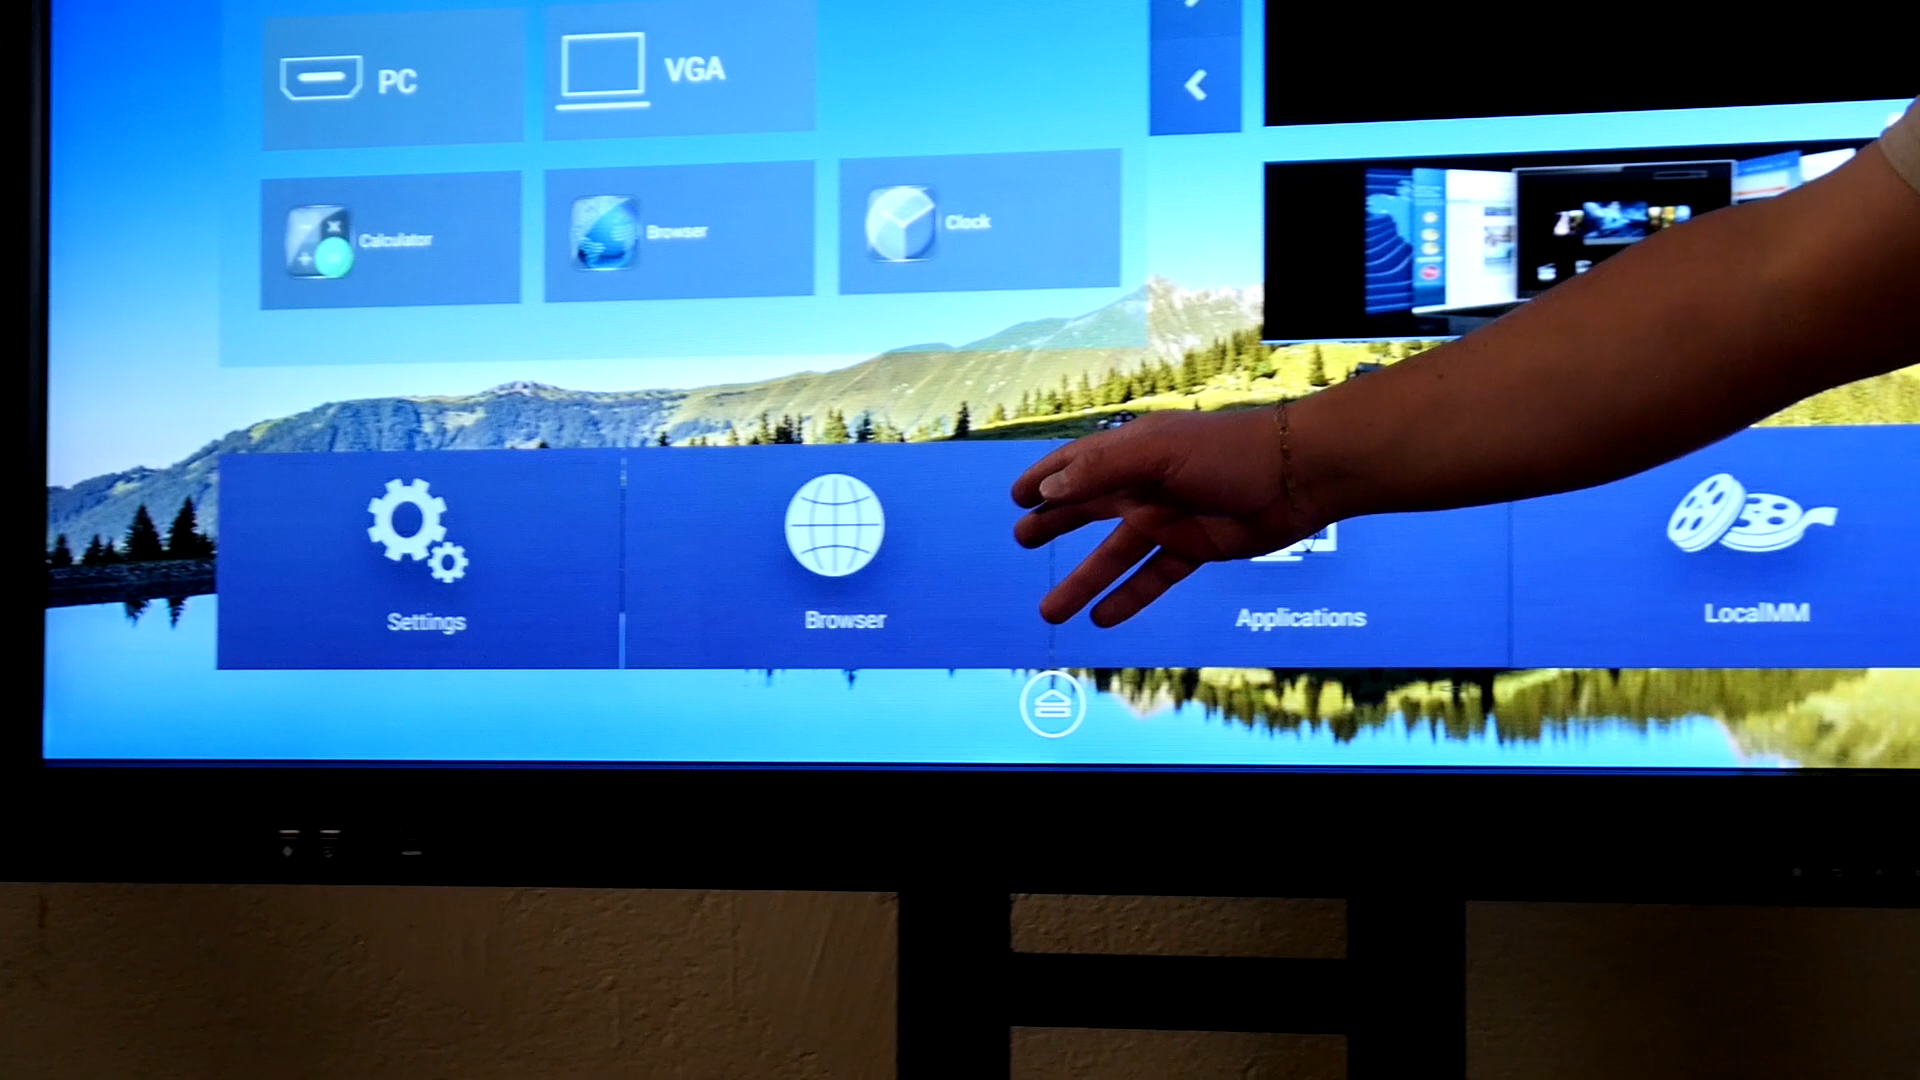 PC
VGA
Calculator
Browser
Clock
Settings
Browser
Applications
LocalMM